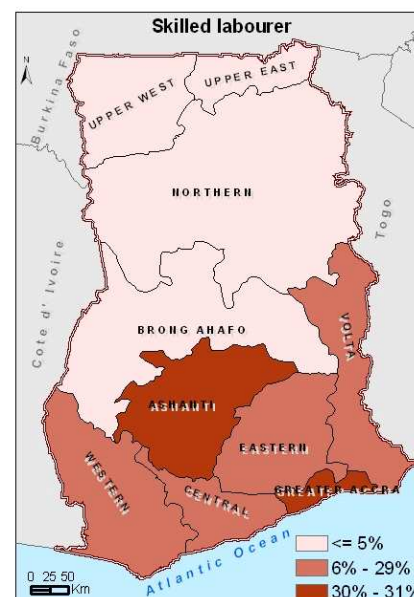 Skilled labourer
N
Burkina Faso
UPPER WEST
UPPER EAST
NORTHERN
Togo
Cote d' Ivoire
BRONG AHAFO
VOLTA
ASHANTI
EASTERN
WESTERN
GREATER ACCRA
CENTRAL
Atlantic Ocean
<= 5%
6% - 29%
30% - 31%
0 25 50
Km